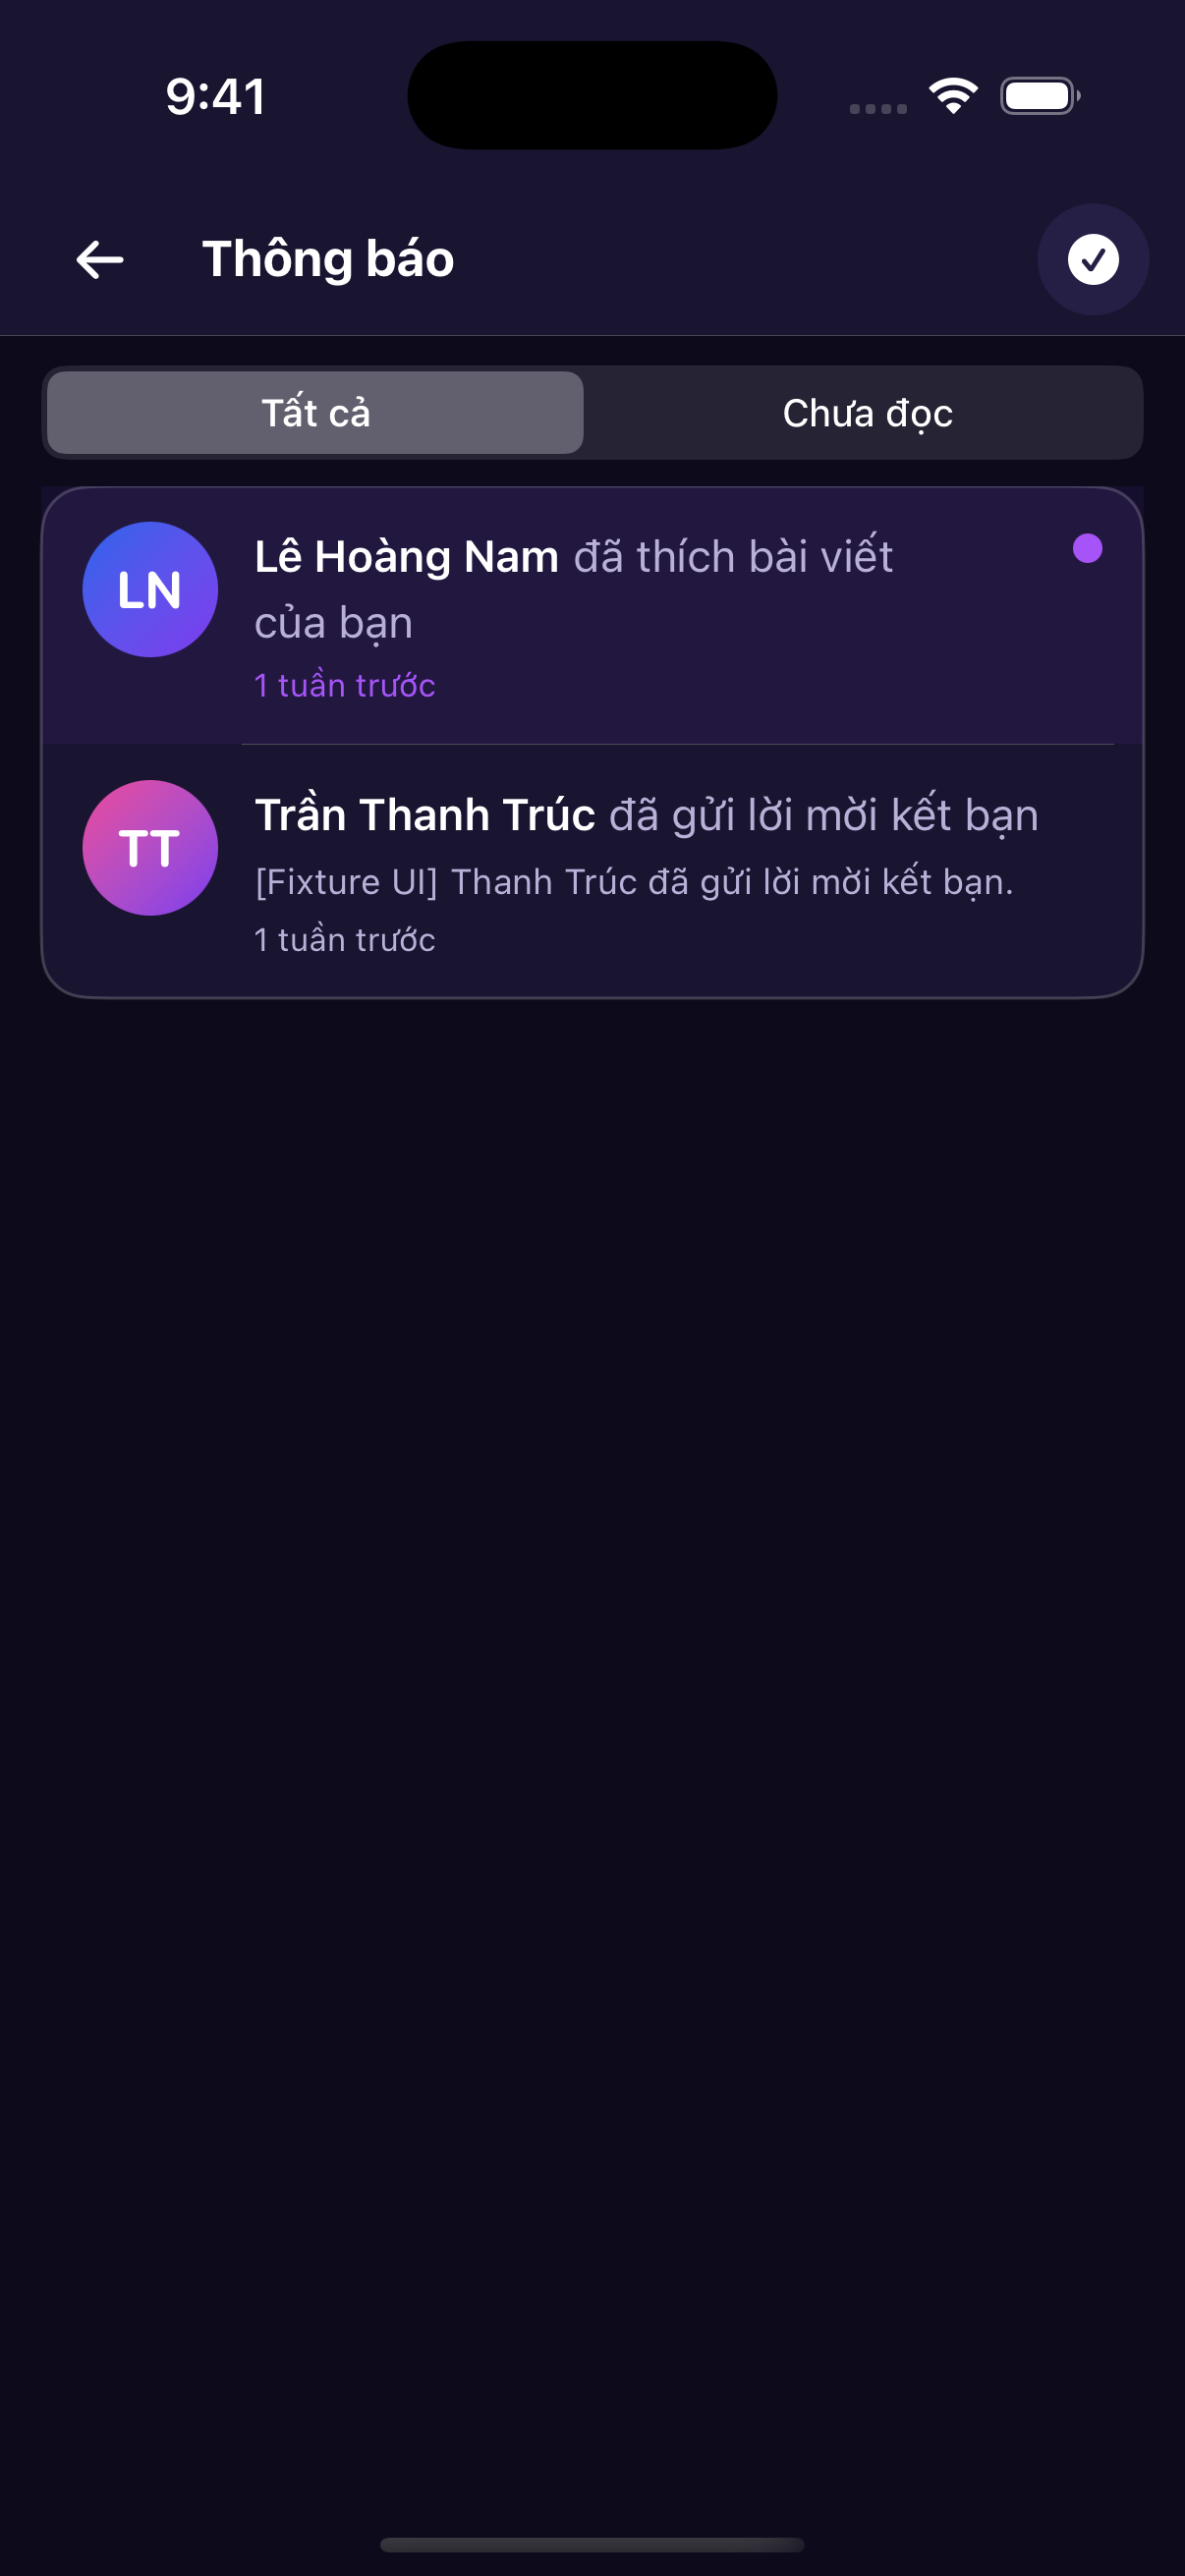 9:41
Thông báo
Tất cả
Chưa đọc
LN
Lê Hoàng Nam đã thích bài viết
của bạn
1 tuần trước
TT
Trần Thanh Trúc đã gửi lời mời kết bạn
[Fixture UI] Thanh Trúc đã gửi lời mời kết bạn.
1 tuần trước